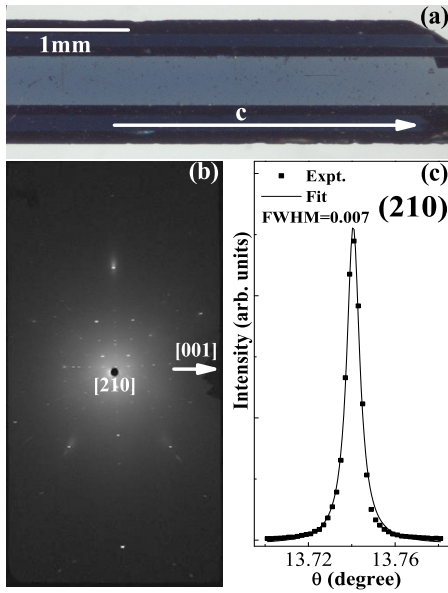 (a)
1mm
c
(b)
[001]
[210]
(c)
Expt.
Fit
(210)
FWHM=0.007
Intensity (arb. units)
13.72
13.76
θ (degree)